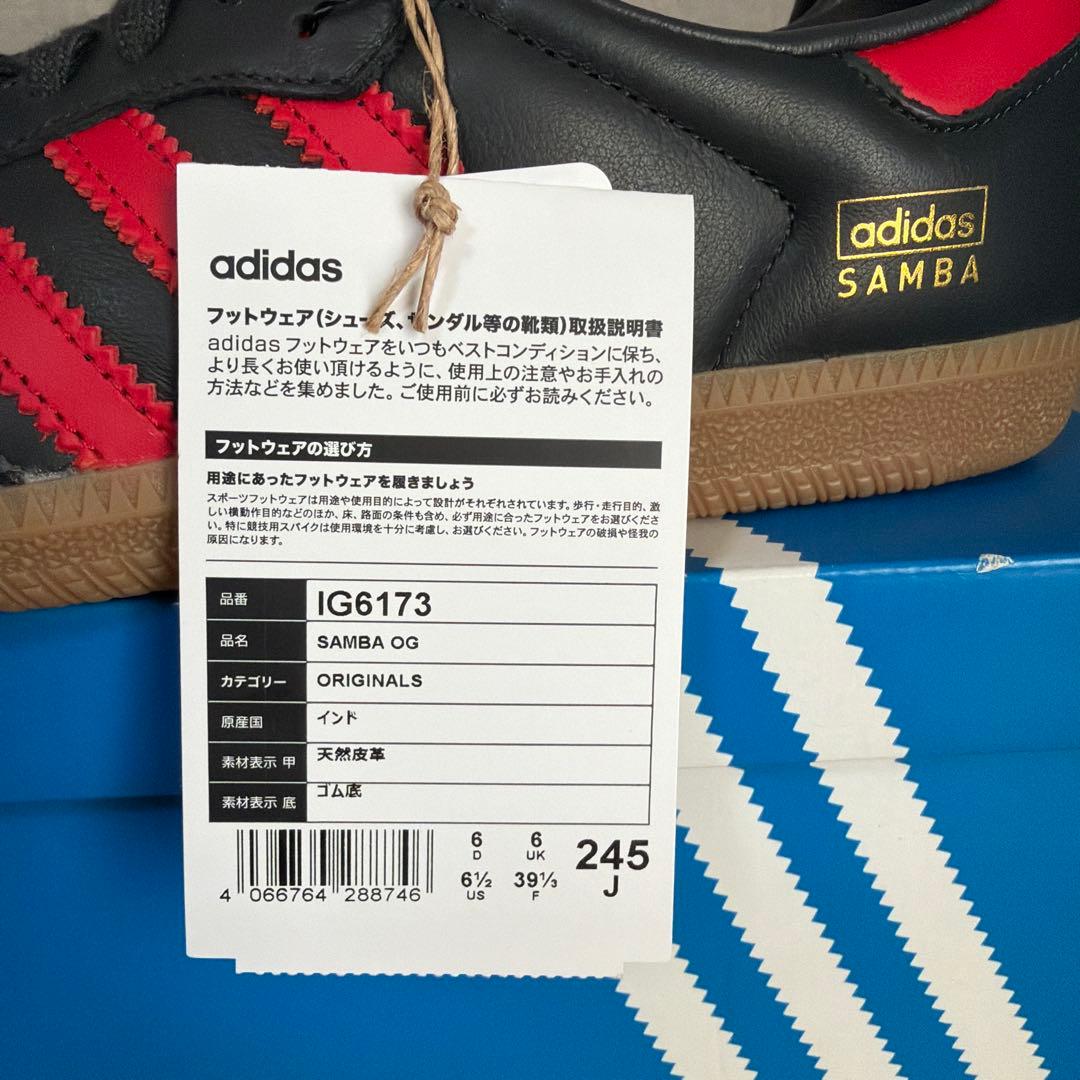 adidas
SAMBA
adidas
フットウェア(シューズ、サンダル等の靴類)取扱説明書
adidas フットウェアをいつもベストコンディションに保ち、
より長くお使い頂けるように、使用上の注意やお手入れの
方法などを集めました。ご使用前に必ずお読みください。
フットウェアの選び方
用途にあったフットウェアを履きましょう
スポーツフットウェアは用途や使用目的によって設計がそれぞれされています。歩行・走行目的、激
しい横動作目的などのほか、床、路面の条件も含め、必ず用途に合ったフットウェアをお選びくださ
い。特に競技用スパイクは使用環境を十分に考慮し、お選びください。フットウェアの破損や怪我の
原因になります。
品番 IG6173
品名 SAMBA OG
カテゴリー ORIGINALS
原産国 インド
素材表示 甲 天然皮革
素材表示 底 ゴム底
6 6 245
D UK J
6½ 39⅓
US F
4 066764 288746